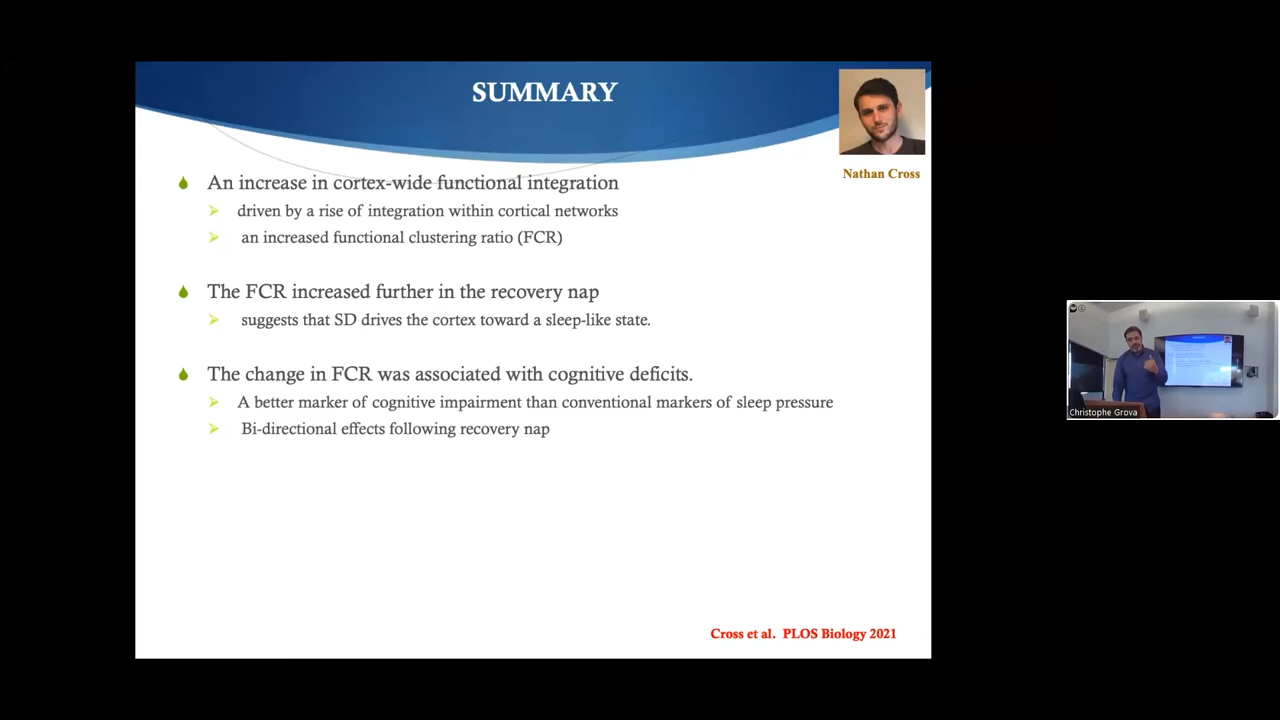 SUMMARY
Nathan Cross
An increase in cortex-wide functional integration
driven by a rise of integration within cortical networks
an increased functional clustering ratio (FCR)
The FCR increased further in the recovery nap
suggests that SD drives the cortex toward a sleep-like state.
The change in FCR was associated with cognitive deficits.
A better marker of cognitive impairment than conventional markers of sleep pressure
Bi-directional effects following recovery nap
Cross et al. PLOS Biology 2021
Christophe Grova